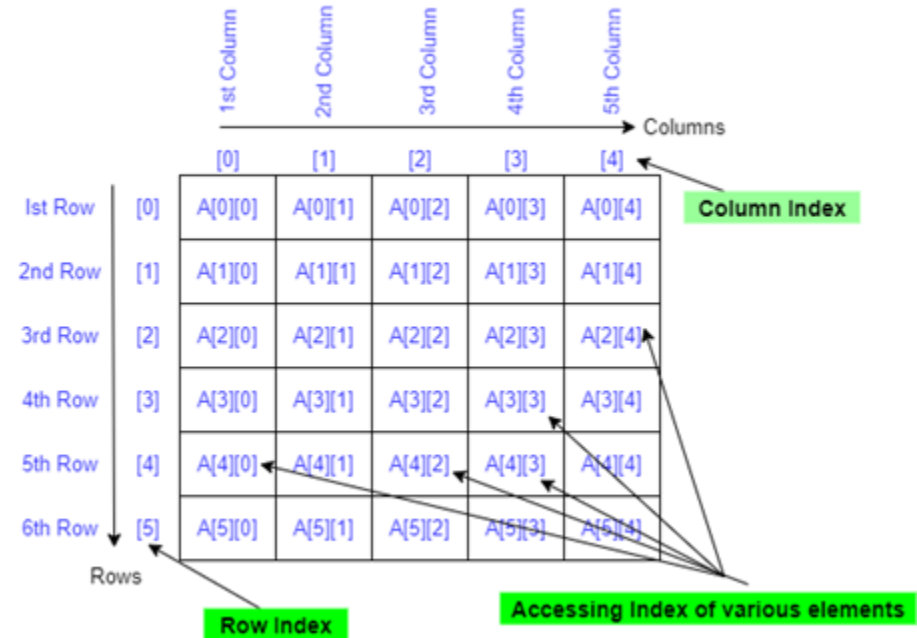 1st Column 2nd Column 3rd Column 4th Column 5th Column
Columns
[0] [1] [2] [3] [4]
Column Index
Ist Row [0] A[0][0] A[0][1] A[0][2] A[0][3] A[0][4]
2nd Row [1] A[1][0] A[1][1] A[1][2] A[1][3] A[1][4]
3rd Row [2] A[2][0] A[2][1] A[2][2] A[2][3] A[2][4]
4th Row [3] A[3][0] A[3][1] A[3][2] A[3][3] A[3][4]
5th Row [4] A[4][0] A[4][1] A[4][2] A[4][3] A[4][4]
6th Row [5] A[5][0] A[5][1] A[5][2] A[5][3] A[5][4]
Rows
Row Index
Accessing Index of various elements